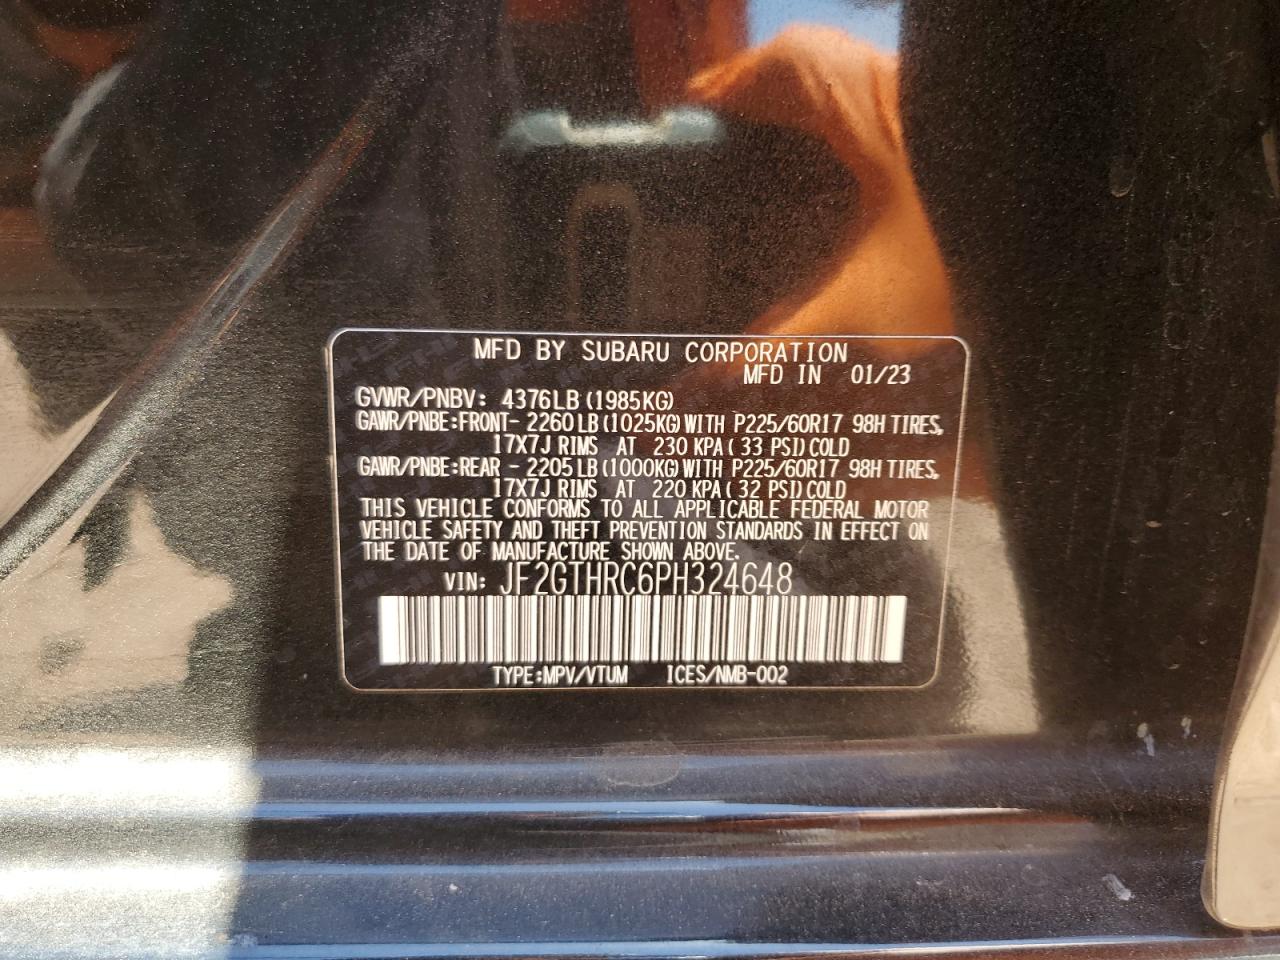 MFD BY SUBARU CORPORATION
MFD IN 01/23
GVWR/PNBV: 4376LB (1985KG)
GAWR/PNBE:FRONT- 2260LB (1025KG) WITH P225/60R17 98H TIRES,
17X7J RIMS AT 230 KPA( 33 PSI) COLD
GAWR/PNBE:REAR - 2205LB (1000KG) WITH P225/60R17 98H TIRES,
17X7J RIMS AT 220 KPA( 32 PSI) COLD
THIS VEHICLE CONFORMS TO ALL APPLICABLE FEDERAL MOTOR
VEHICLE SAFETY AND THEFT PREVENTION STANDARDS IN EFFECT ON
THE DATE OF MANUFACTURE SHOWN ABOVE.
VIN: JF2GTHRC6PH324648
TYPE:MPV/VTUM ICES/NMB-002